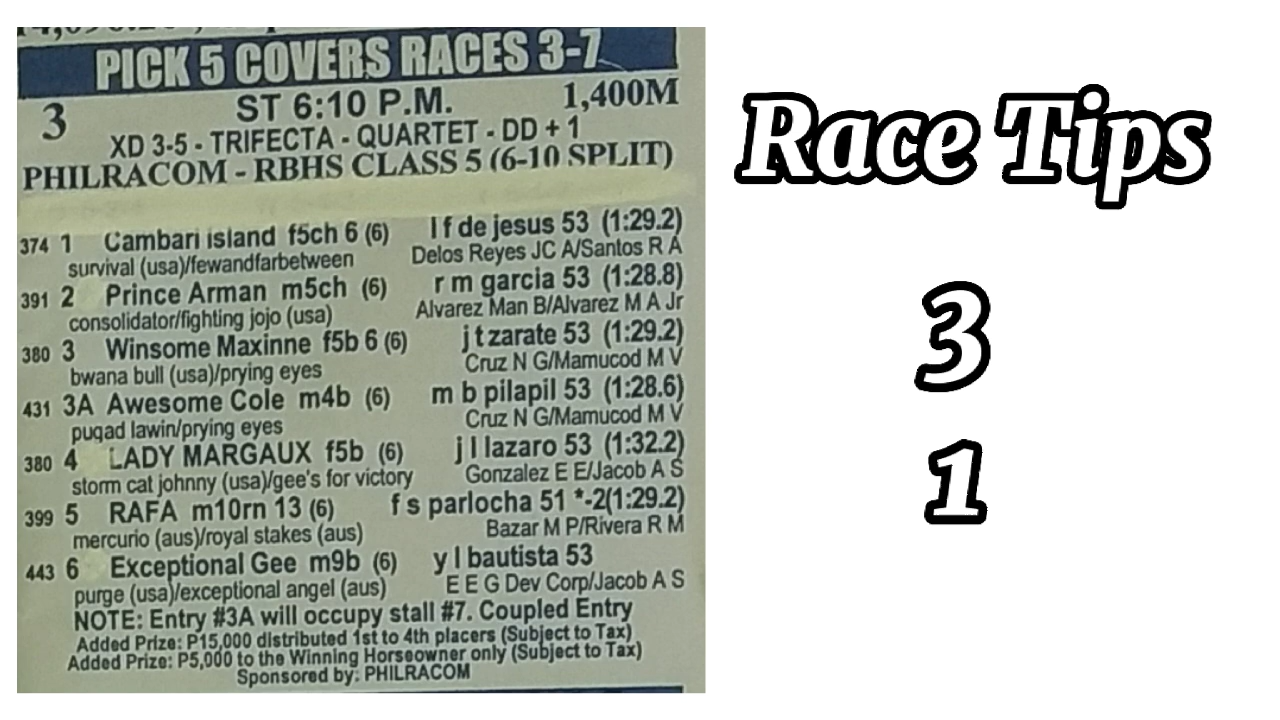 PICK 5 COVERS RACES 3-7
3 ST 6:10 P.M. 1,400M
XD 3-5 - TRIFECTA - QUARTET - DD + 1
PHILRACOM - RBHS CLASS 5 (6-10 SPLIT)
374 1 Cambari island f5ch 6 (6) l f de jesus 53 (1:29.2)
survival (usa)/fewandfarbetween Delos Reyes JC A/Santos R A
391 2 Prince Arman m5ch (6) r m garcia 53 (1:28.8)
consolidator/fighting jojo (usa) Alvarez Man B/Alvarez M A Jr
380 3 Winsome Maxinne f5b 6 (6) j t zarate 53 (1:29.2)
bwana bull (usa)/prying eyes Cruz N G/Mamucod M V
431 3A Awesome Cole m4b (6) m b pilapil 53 (1:28.6)
pugad lawin/prying eyes Cruz N G/Mamucod M V
380 4 LADY MARGAUX f5b (6) j l lazaro 53 (1:32.2)
storm cat johnny (usa)/gee's for victory Gonzalez E E/Jacob A S
399 5 RAFA m10rn 13 (6) f s parlocha 51 *-2(1:29.2)
mercurio (aus)/royal stakes (aus) Bazar M P/Rivera R M
443 6 Exceptional Gee m9b (6) y l bautista 53
purge (usa)/exceptional angel (aus) E E G Dev Corp/Jacob A S
NOTE: Entry #3A will occupy stall #7. Coupled Entry
Added Prize: P15,000 distributed 1st to 4th placers (Subject to Tax)
Added Prize: P5,000 to the Winning Horseowner only (Subject to Tax)
Sponsored by: PHILRACOM
Race Tips
3
1